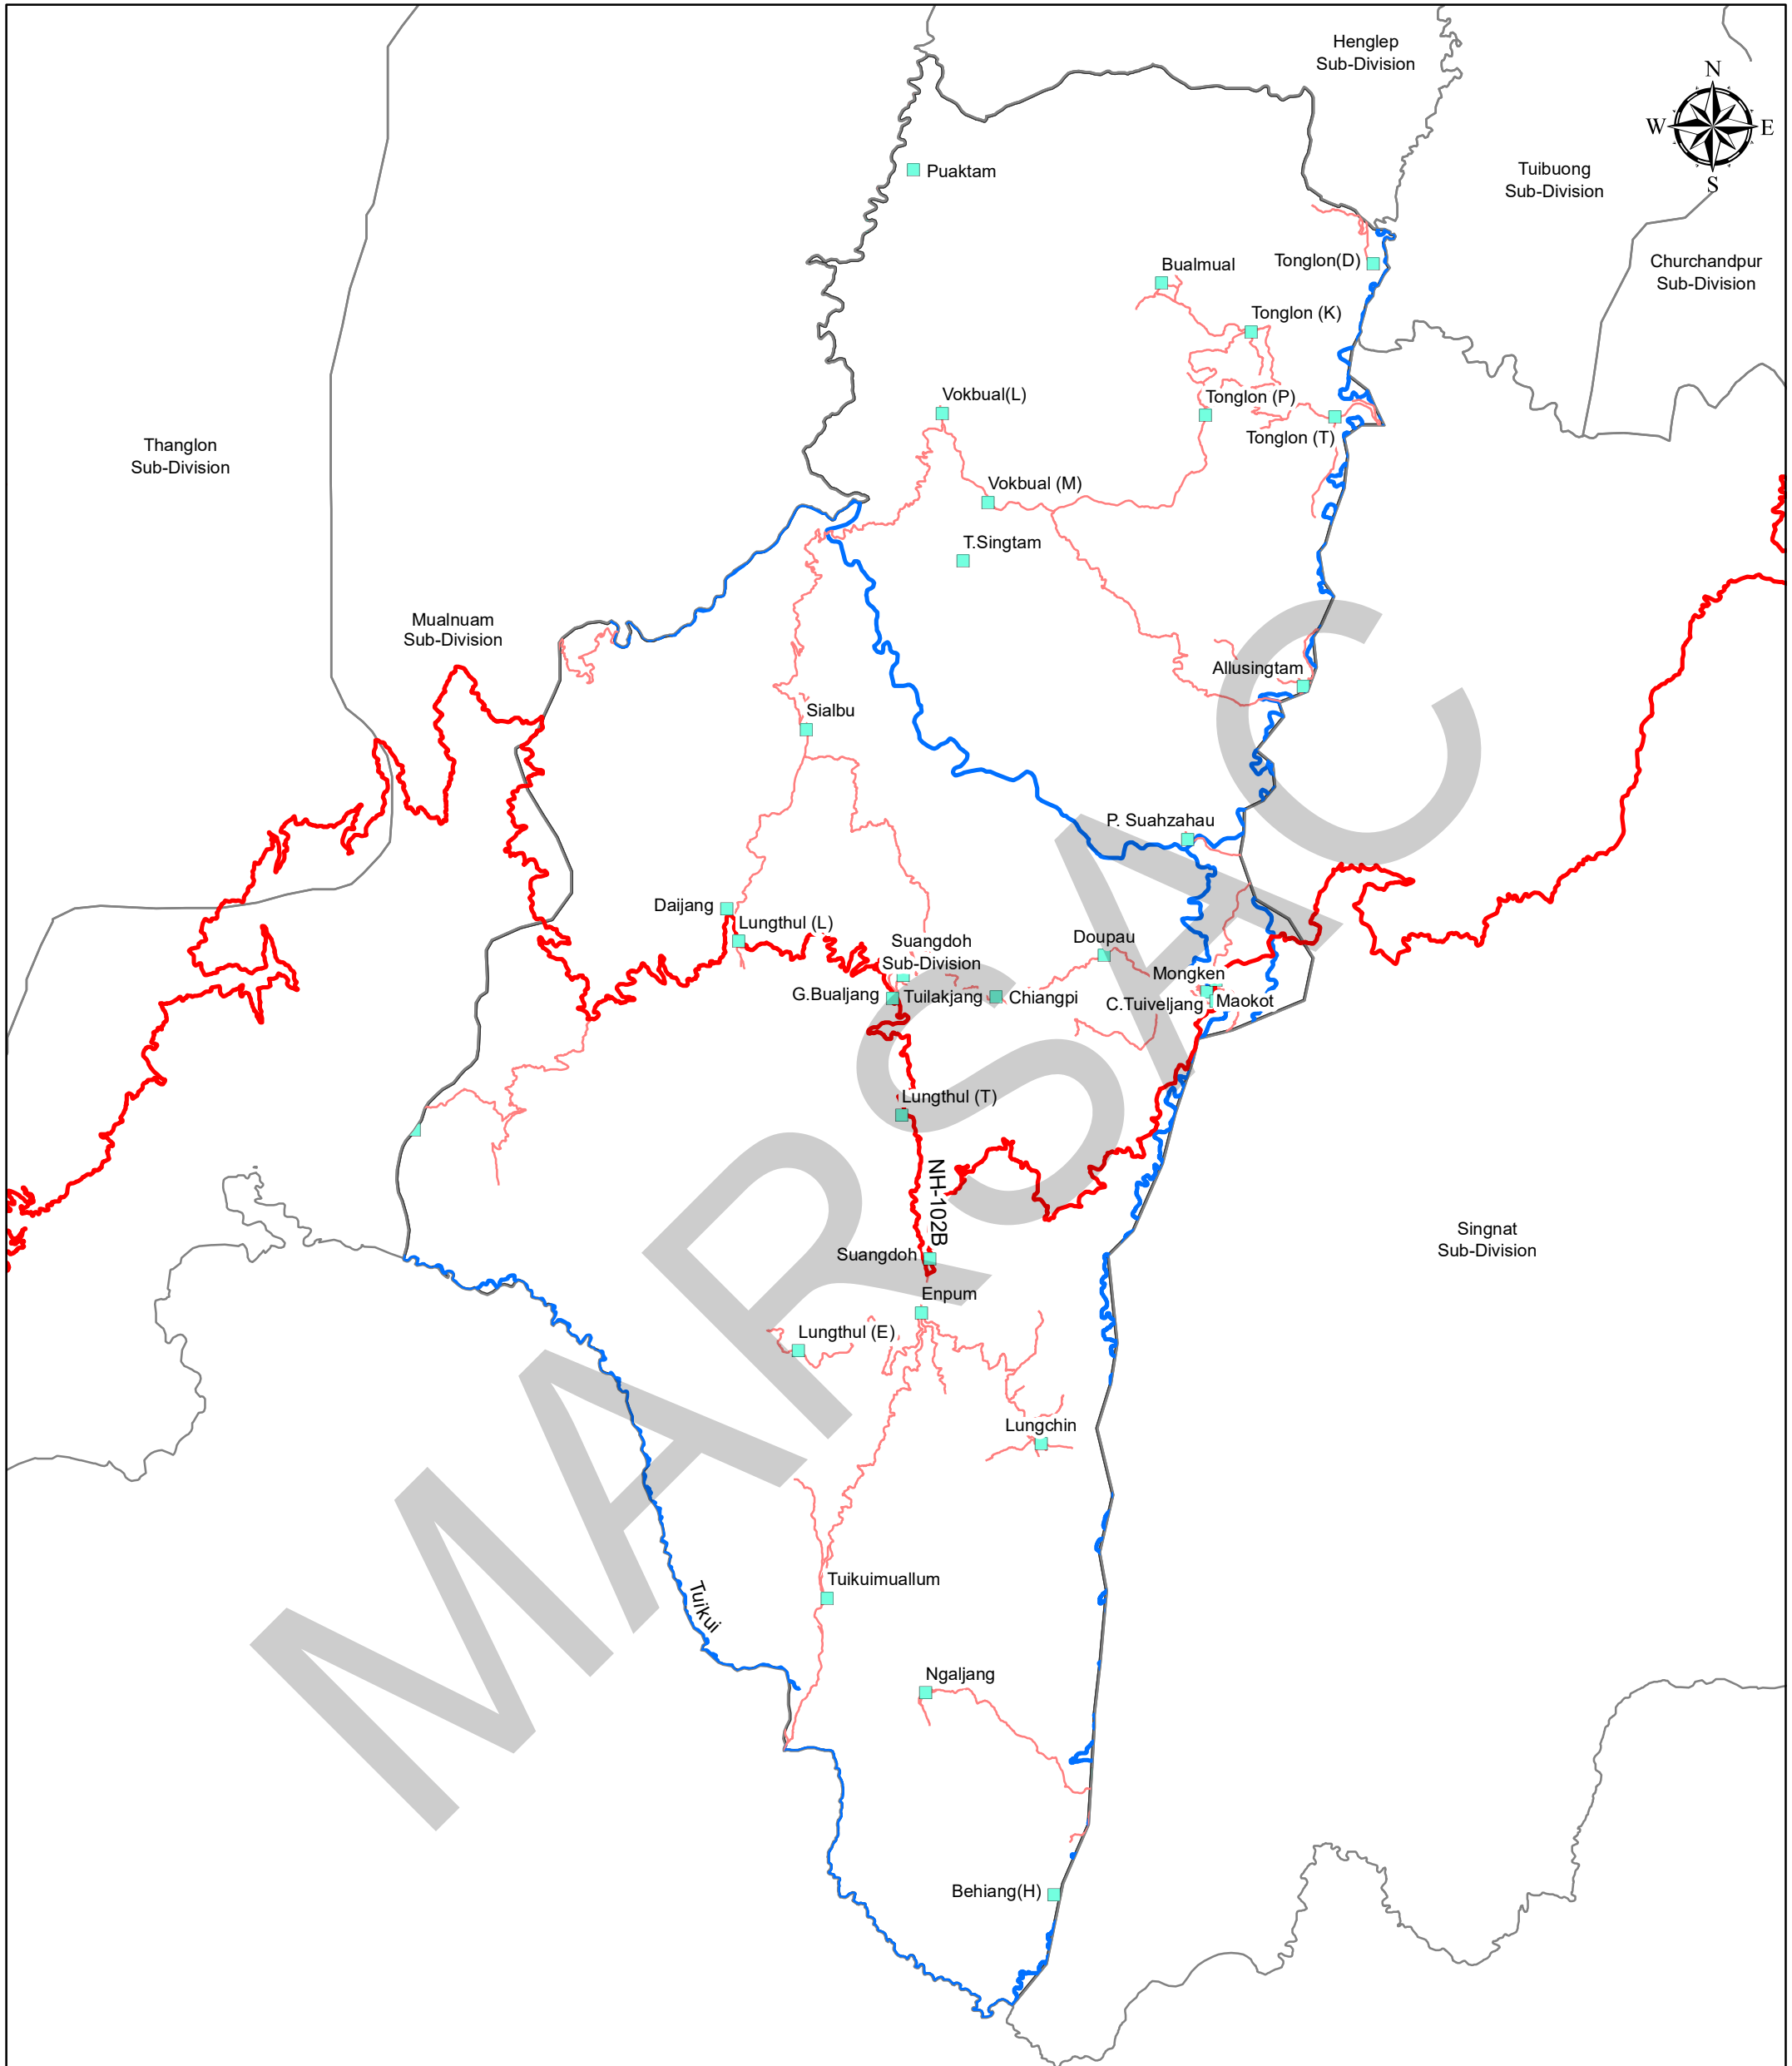 Henglep
Sub-Division
N
W
E
S
Puaktam
Tuibuong
Sub-Division
Tonglon(D)
Churchandpur
Sub-Division
Bualmual
Tonglon (K)
Vokbual(L)
Tonglon (P)
Tonglon (T)
Thanglon
Sub-Division
Vokbual (M)
T.Singtam
Mualnuam
Sub-Division
Allusingtam
Sialbu
P. Suahzahau
Daijang
Lungthul (L)
Suangdoh
Sub-Division
Doupau
Mongken
G.Bualjang
Tuilakjang
Chiangpi
C.Tuiveljang
Maokot
Lungthul (T)
NH-102B
Singnat
Sub-Division
Suangdoh
Enpum
Lungthul (E)
Lungchin
Tuikuimuallum
Tuikui
Ngaljang
Behiang(H)
MARSAC